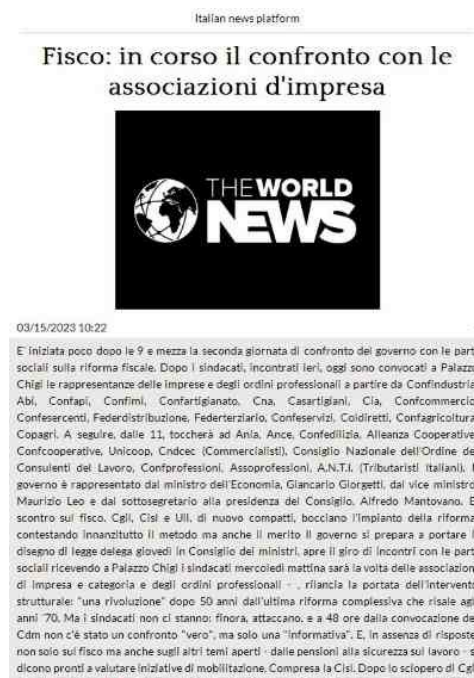 Italian news platform
Fisco: in corso il confronto con le
associazioni d'impresa
THE WORLD
NEWS
03/15/2023 10:22
E' iniziata poco dopo le 9 e mezza la seconda giornata di confronto del governo con le part
sociali sulla riforma fiscale. Dopo i sindacati, incontrati ieri, oggi sono convocati a Palazzo
Chigi le rappresentanze delle imprese e degli ordini professionali a partire da Confindustria
Abi, Confapi, Confimi, Confartigianato, Cna, Casartigiani, Cia, Confcommercio
Confesercenti, Federdistribuzione, Federterziario, Confeservizi, Coldiretti, Confagricoltura
Copagri. A seguire, dalle 11, toccherà ad Ania, Ance, Confedilizia, Alleanza Cooperative
Confcooperative, Unicoop, Cndcec (Commercialisti), Consiglio Nazionale dell'Ordine de
Consulenti del Lavoro, Confprofessioni, Assoprofessioni, A.N.T.I. (Tributaristi Italiani). I
governo è rappresentato dal ministro dell'Economia, Giancarlo Giorgetti, dal vice ministro
Maurizio Leo e dal sottosegretario alla presidenza del Consiglio, Alfredo Mantovano. E
scontro sul fisco. Cgil, Cisl e Uil, di nuovo compatti, bocciano l'impianto della riforma
contestando innanzitutto il metodo ma anche il merito Il governo si prepara a portare i
disegno di legge delega giovedì in Consiglio dei ministri, apre il giro di incontri con le part
sociali ricevendo a Palazzo Chigi i sindacati mercoledì mattina sarà la volta delle associazion
di impresa e categoria e degli ordini professionali - , rilancia la portata dell'intervento
strutturale: "una rivoluzione" dopo 50 anni dall'ultima riforma complessiva che risale agl
anni '70. Ma i sindacati non ci stanno: finora, attaccano, e a 48 ore dalla convocazione de
Cdm non c'è stato un confronto "vero", ma solo una "informativa". E, in assenza di risposte
non solo sul fisco ma anche sugli altri temi aperti - dalle pensioni alla sicurezza sul lavoro - s
dicono pronti a valutare iniziative di mobilitazione. Compresa la Cisl. Dopo lo sciopero di Cgi